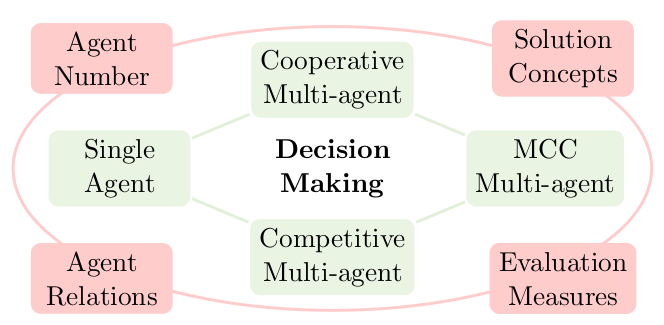 Agent
Number
Cooperative
Multi-agent
Solution
Concepts
Single
Agent
Decision
Making
MCC
Multi-agent
Agent
Relations
Competitive
Multi-agent
Evaluation
Measures